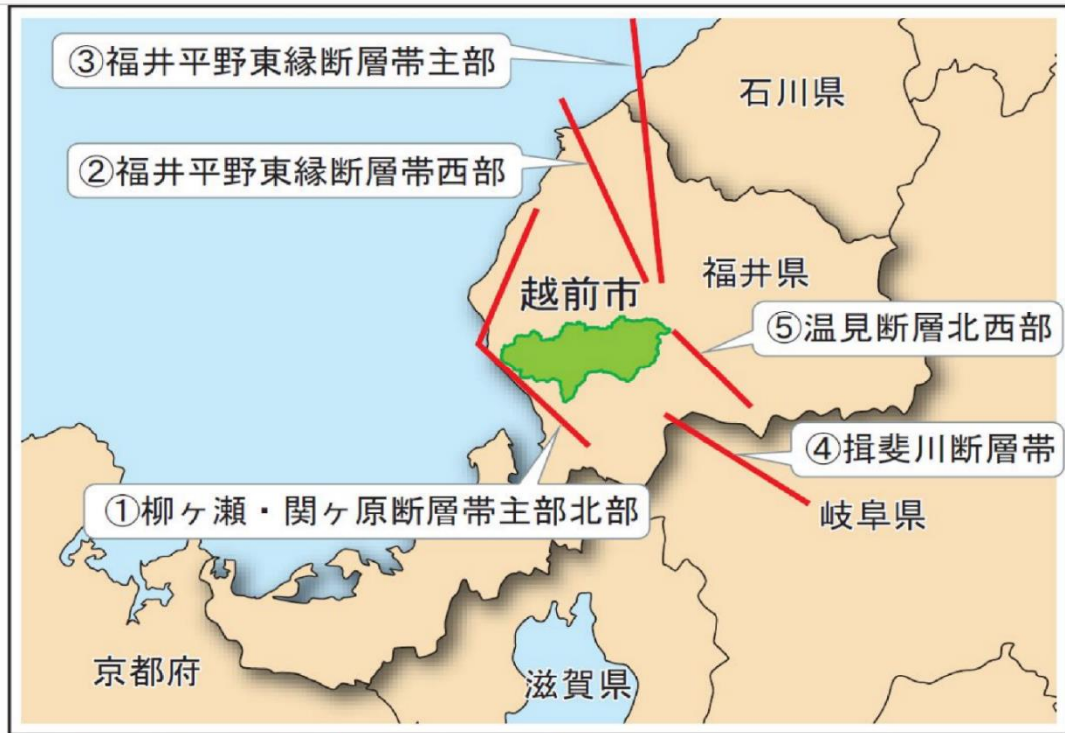 ③福井平野東縁断層帯主部
石川県
②福井平野東縁断層帯西部
福井県
越前市
⑤温見断層北西部
④揖斐川断層帯
①柳ヶ瀬・関ヶ原断層帯主部北部
岐阜県
京都府
滋賀県